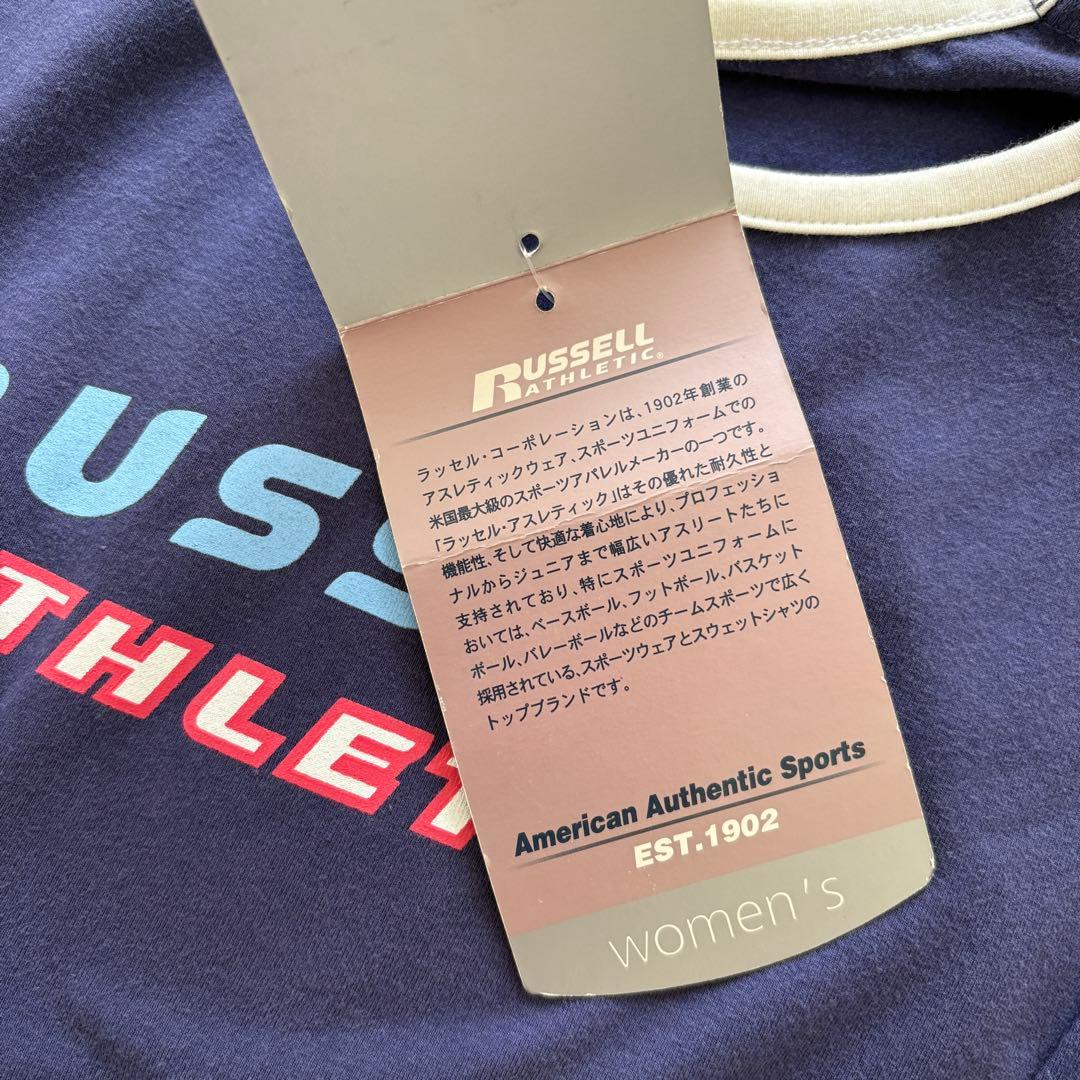 RUSSELL
ATHLETIC®
ラッセル・コーポレーションは、1902年創業の
アスレティックウェア、スポーツユニフォームでの
米国最大級のスポーツアパレルメーカーの一つです。
「ラッセル・アスレティック」はその優れた耐久性と
機能性、そして快適な着心地により、プロフェッショ
ナルからジュニアまで幅広いアスリートたちに
支持されており、特にスポーツユニフォームに
おいては、ベースボール、フットボール、バスケット
ボール、バレーボールなどのチームスポーツで広く
採用されている、スポーツウェアとスウェットシャツの
トップブランドです。
American Authentic Sports
EST.1902
women's
USS
THLET